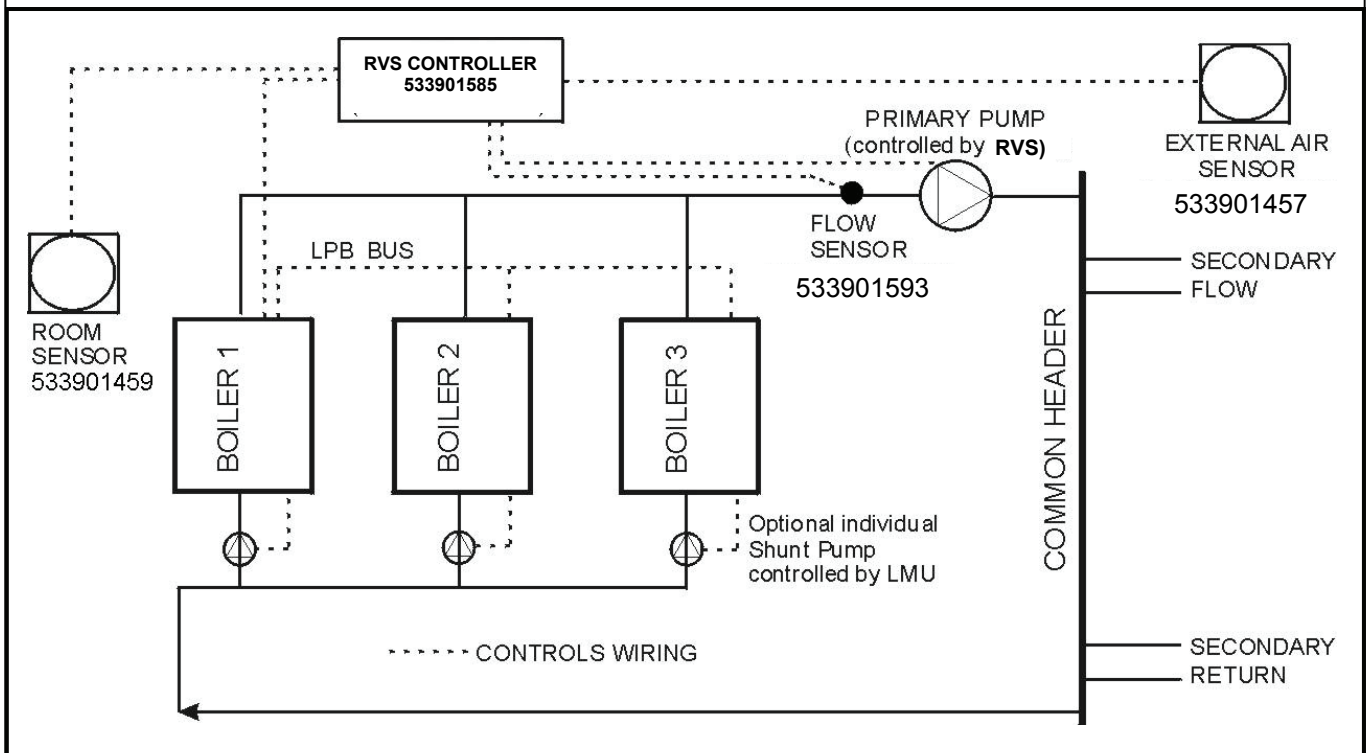 RVS CONTROLLER
533901585
PRIMARY PUMP
(controlled by RVS)
EXTERNAL AIR
SENSOR
533901457
FLOW
SENSOR
533901593
LPB BUS
ROOM
SENSOR
533901459
SECONDARY
FLOW
BOILER 1
BOILER 2
BOILER 3
COMMON HEADER
Optional individual
Shunt Pump
controlled by LMU
CONTROLS WIRING
SECONDARY
RETURN